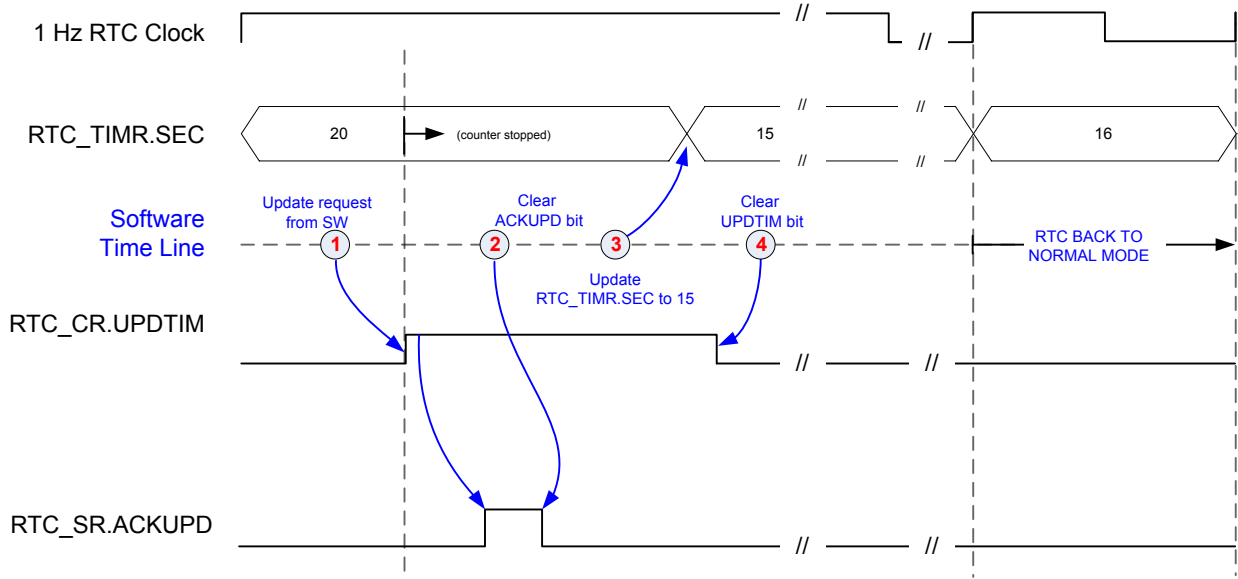 1 Hz RTC Clock
//
//
//
RTC_TIMR.SEC
20
(counter stopped)
15
16
//
//
//
//
Software
Time Line
Update request
from SW
1
Clear
ACKUPD bit
2
3
Update
RTC_TIMR.SEC to 15
Clear
UPDTIM bit
4
RTC BACK TO
NORMAL MODE
RTC_CR.UPDTIM
//
//
RTC_SR.ACKUPD
//
//